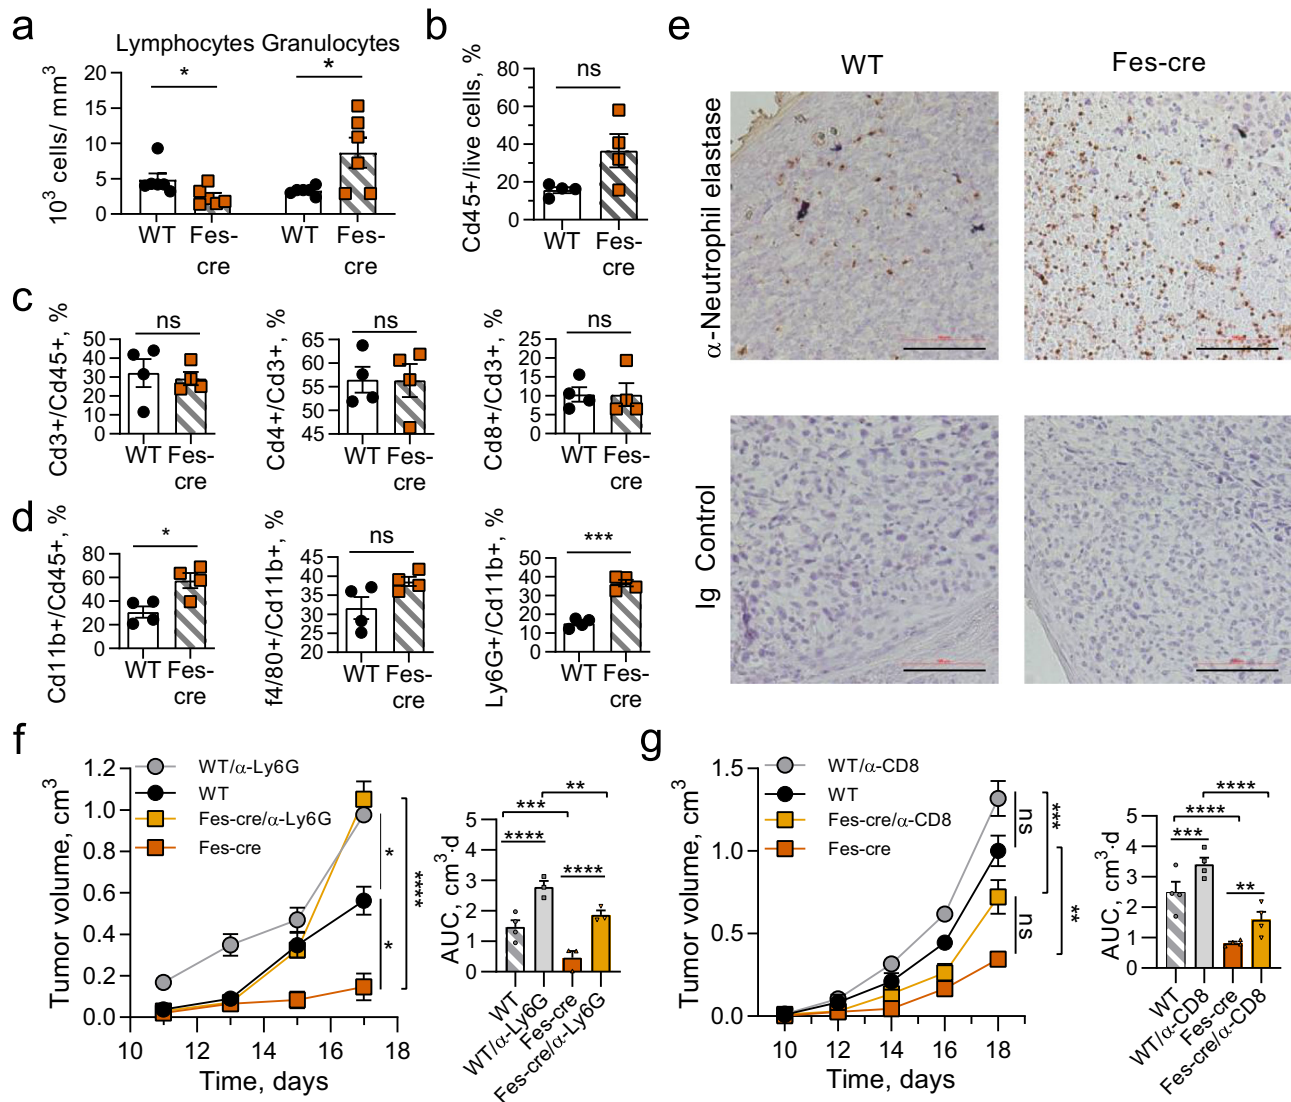 a
Lymphocytes Granulocytes
10³ cells/ mm³
20
15
10
5
0
*
*
WT Fes-cre WT Fes-cre
b
Cd45+/live cells, %
80
60
40
20
0
ns
WT Fes-cre
c
Cd3+/Cd45+, %
50
40
30
20
10
0
ns
WT Fes-cre
Cd4+/Cd3+, %
65
60
55
50
45
ns
WT Fes-cre
Cd8+/Cd3+, %
25
20
15
10
5
0
ns
WT Fes-cre
d
Cd11b+/Cd45+, %
80
60
40
20
0
*
WT Fes-cre
f4/80+/Cd11b+, %
45
40
35
30
25
20
ns
WT Fes-cre
Ly6G+/Cd11b+, %
50
40
30
20
10
0
***
WT Fes-cre
e
WT Fes-cre
α-Neutrophil elastase
Ig Control
f
Tumor volume, cm³
1.2
1.0
0.8
0.6
0.4
0.2
0.0
10 12 14 16 18
Time, days
WT/α-Ly6G
WT
Fes-cre/α-Ly6G
Fes-cre
*
*
****
AUC, cm³·d
5
4
3
2
1
0
**
***
****
****
WT
WT/α-Ly6G
Fes-cre
Fes-cre/α-Ly6G
g
Tumor volume, cm³
1.5
1.0
0.5
0.0
10 12 14 16 18
Time, days
WT/α-CD8
WT
Fes-cre/α-CD8
Fes-cre
ns
ns
***
**
AUC, cm³·d
5
4
3
2
1
0
****
****
***
**
WT
WT/α-CD8
Fes-cre
Fes-cre/α-CD8